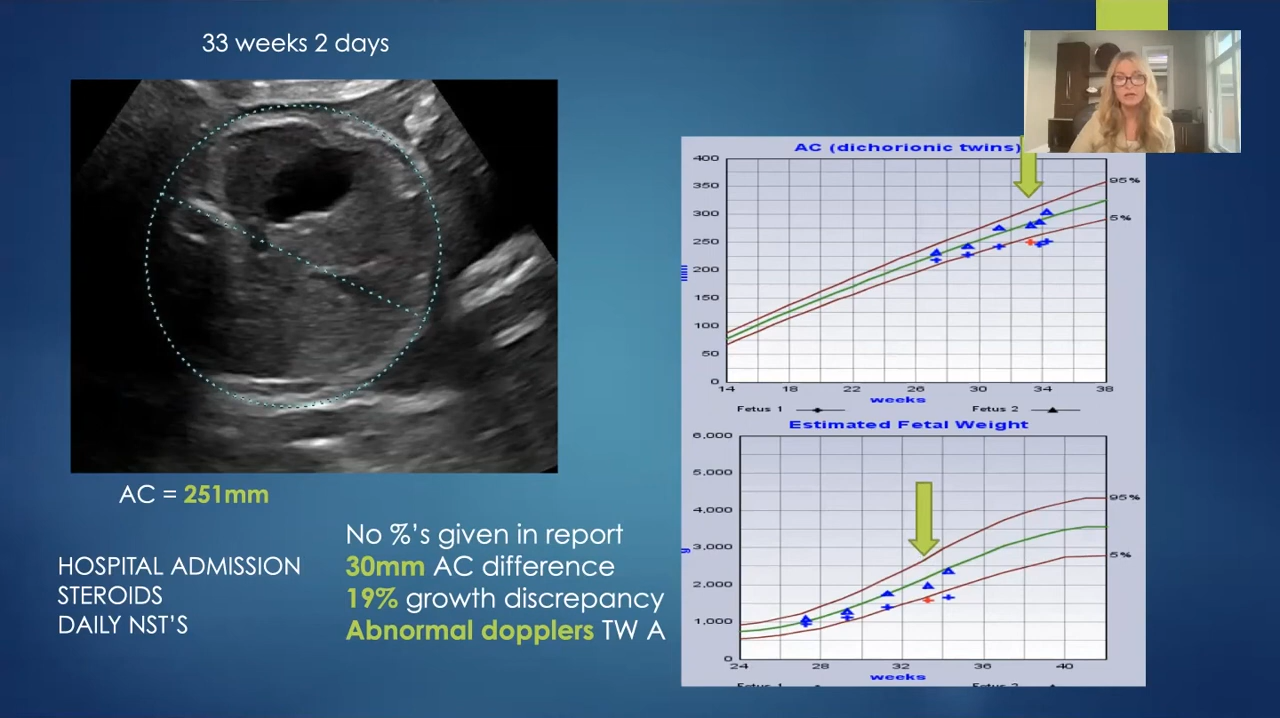 33 weeks 2 days
AC = 251mm
HOSPITAL ADMISSION
STEROIDS
DAILY NST'S
No %'s given in report
30mm AC difference
19% growth discrepancy
Abnormal dopplers TW A
AC (dichorionic twins)
400
350
300
250
200
150
100
50
0
mm
95%
5%
14 18 22 26 30 34 38
weeks
Fetus 1 Fetus 2
Estimated Fetal Weight
6,000
5,000
4,000
3,000
2,000
1,000
0
g
95%
5%
24 28 32 36 40
weeks
Fetus 1 Fetus 2